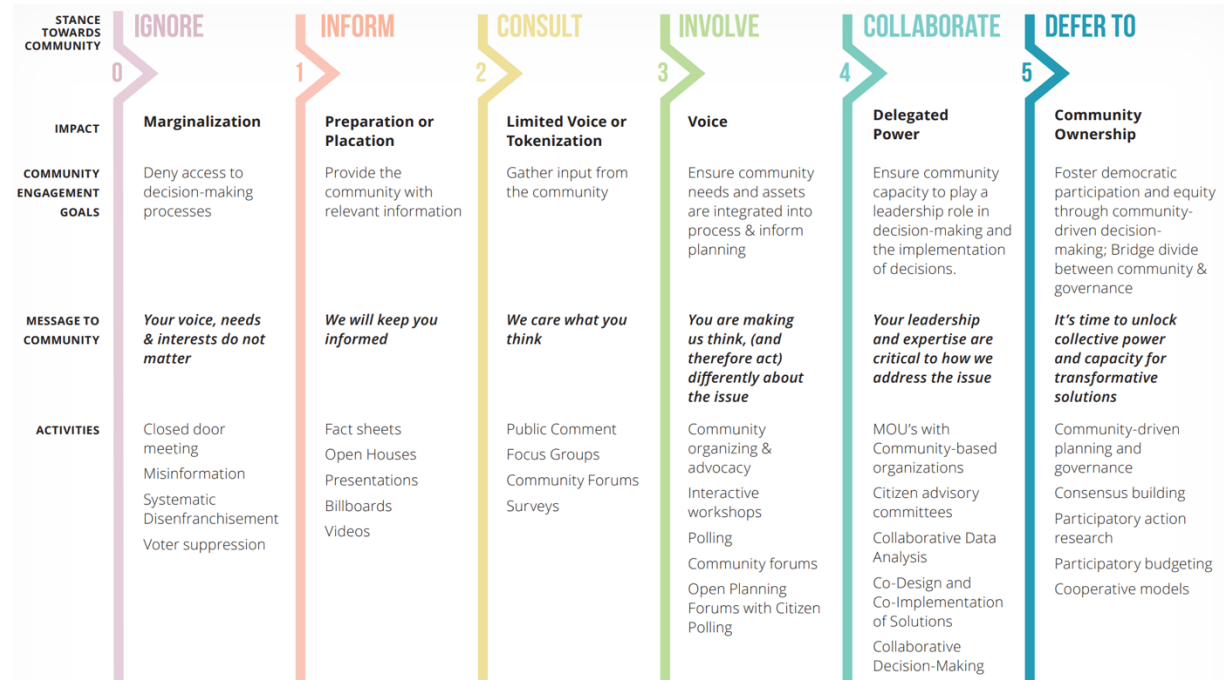 STANCE
TOWARDS
COMMUNITY
IGNORE
0
INFORM
1
CONSULT
2
INVOLVE
3
COLLABORATE
4
DEFER TO
5
IMPACT
Marginalization
Preparation or
Placation
Limited Voice or
Tokenization
Voice
Delegated
Power
Community
Ownership
COMMUNITY
ENGAGEMENT
GOALS
Deny access to
decision-making
processes
Provide the
community with
relevant information
Gather input from
the community
Ensure community
needs and assets
are integrated into
process & inform
planning
Ensure community
capacity to play a
leadership role in
decision-making and
the implementation
of decisions.
Foster democratic
participation and equity
through community-
driven decision-
making; Bridge divide
between community &
governance
MESSAGE TO
COMMUNITY
Your voice, needs
& interests do not
matter
We will keep you
informed
We care what you
think
You are making
us think, (and
therefore act)
differently about
the issue
Your leadership
and expertise are
critical to how we
address the issue
It's time to unlock
collective power
and capacity for
transformative
solutions
ACTIVITIES
Closed door
meeting
Misinformation
Systematic
Disenfranchisement
Voter suppression
Fact sheets
Open Houses
Presentations
Billboards
Videos
Public Comment
Focus Groups
Community Forums
Surveys
Community
organizing &
advocacy
Interactive
workshops
Polling
Community forums
Open Planning
Forums with Citizen
Polling
MOU's with
Community-based
organizations
Citizen advisory
committees
Collaborative Data
Analysis
Co-Design and
Co-Implementation
of Solutions
Collaborative
Decision-Making
Community-driven
planning and
governance
Consensus building
Participatory action
research
Participatory budgeting
Cooperative models